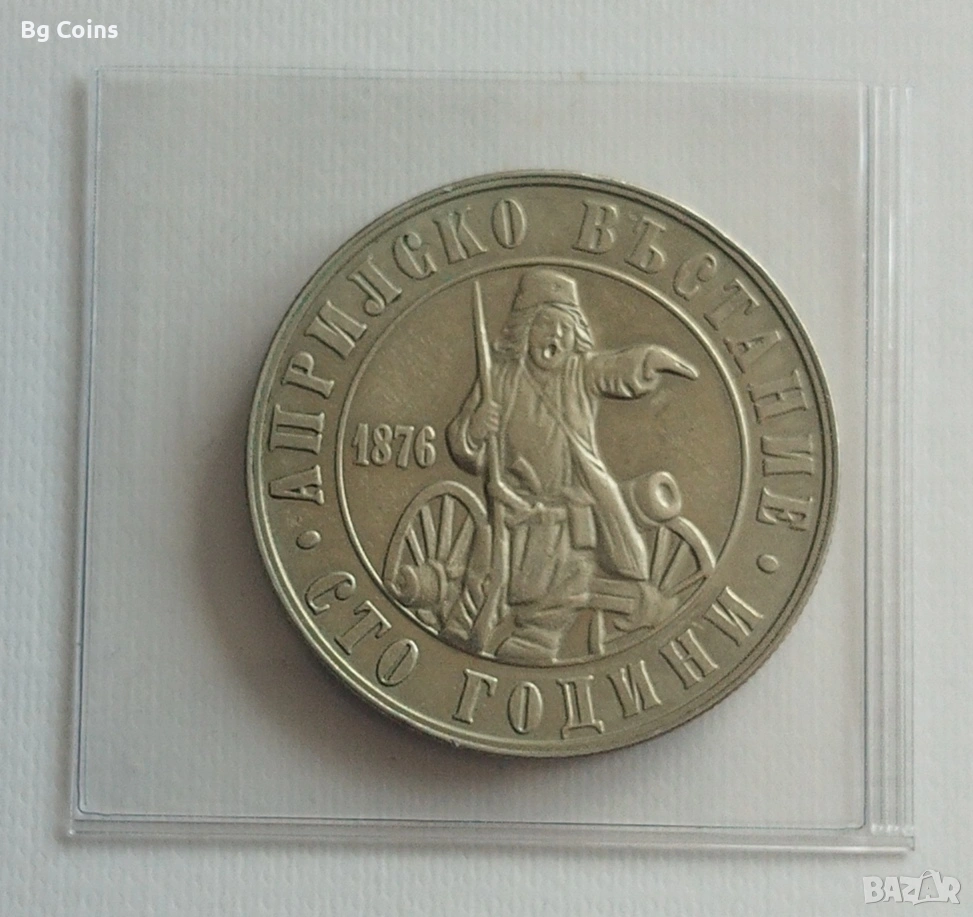 Bg Coins
АПРИЛСКО ВЪСТАНИЕ
1876
· СТО ГОДИНИ ·
BAZAR